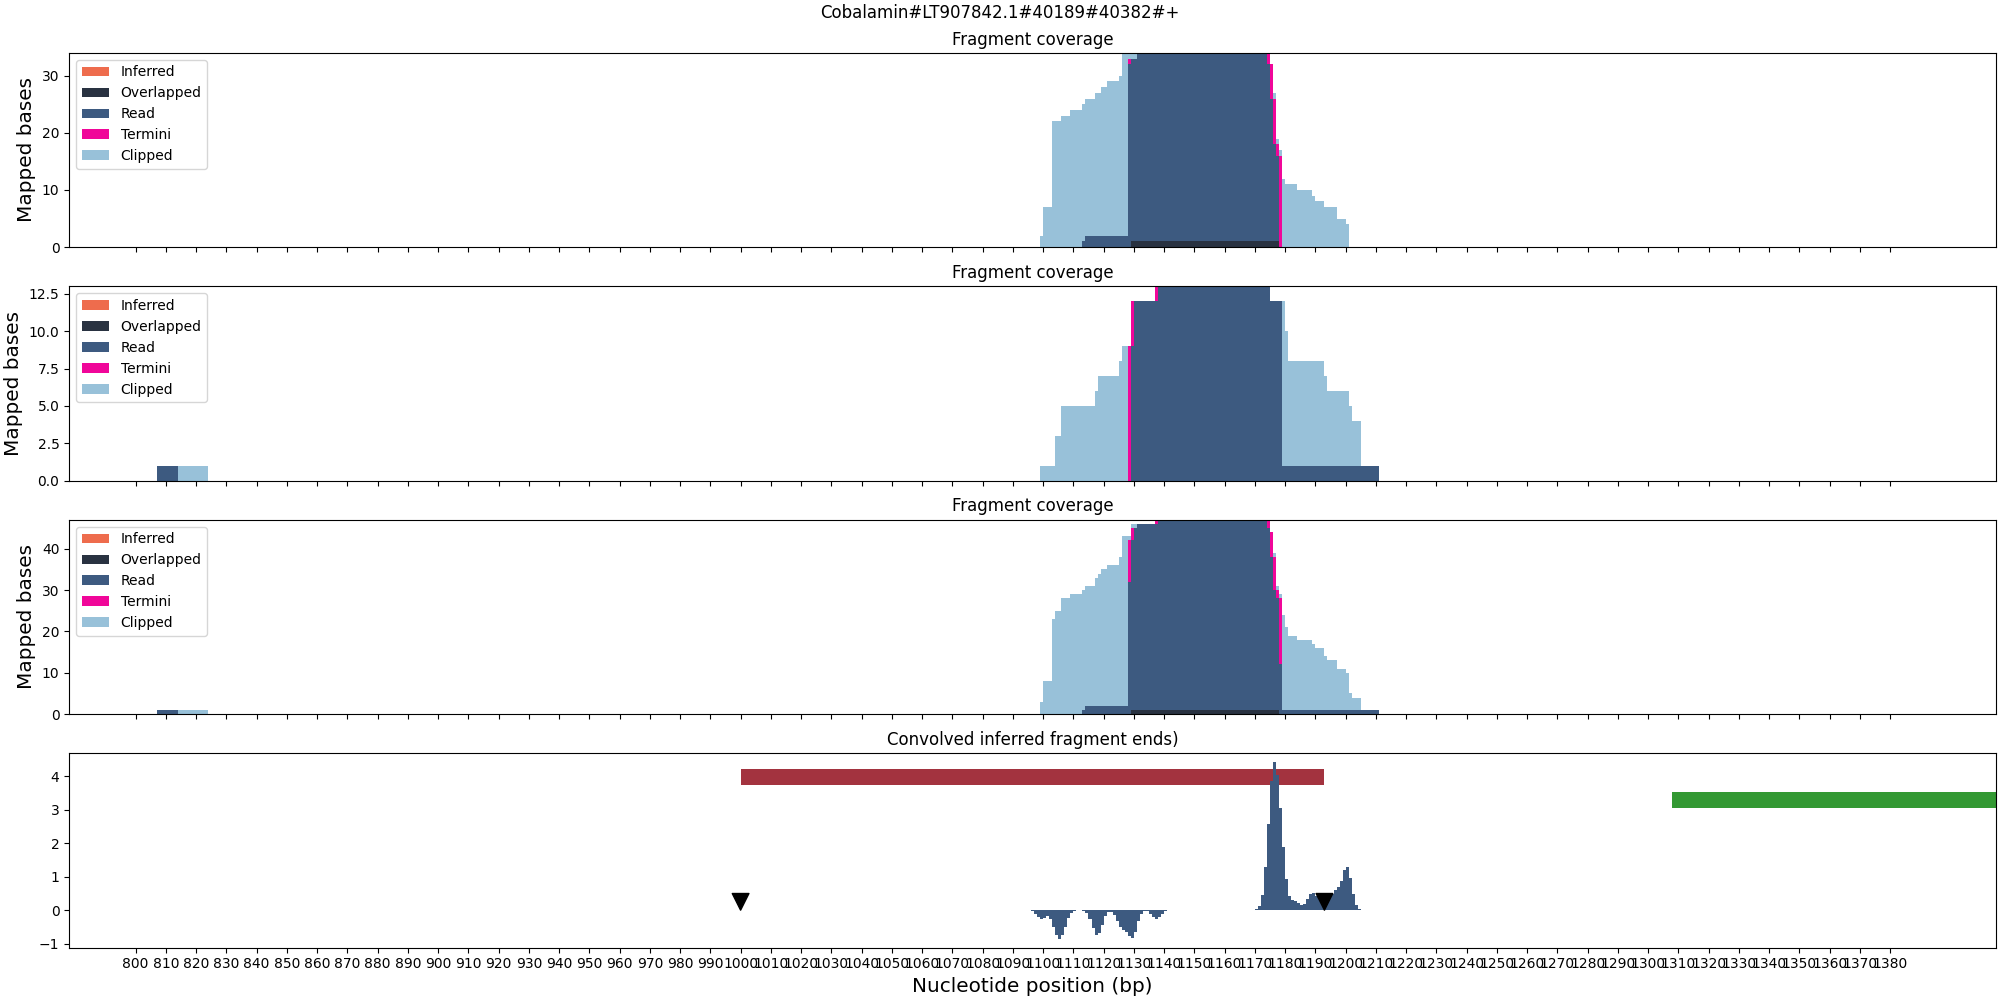 Cobalamin#LT907842.1#40189#40382#+
Fragment coverage
Mapped bases
30
20
10
0
Inferred
Overlapped
Read
Termini
Clipped
Fragment coverage
Mapped bases
12.5
10.0
7.5
5.0
2.5
0.0
Inferred
Overlapped
Read
Termini
Clipped
Fragment coverage
Mapped bases
40
30
20
10
0
Inferred
Overlapped
Read
Termini
Clipped
Convolved inferred fragment ends)
4
3
2
1
0
−1
800 810 820 830 840 850 860 870 880 890 900 910 920 930 940 950 960 970 980 990 1000 1010 1020 1030 1040 1050 1060 1070 1080 1090 1100 1110 1120 1130 1140 1150 1160 1170 1180 1190 1200 1210 1220 1230 1240 1250 1260 1270 1280 1290 1300 1310 1320 1330 1340 1350 1360 1370 1380
Nucleotide position (bp)